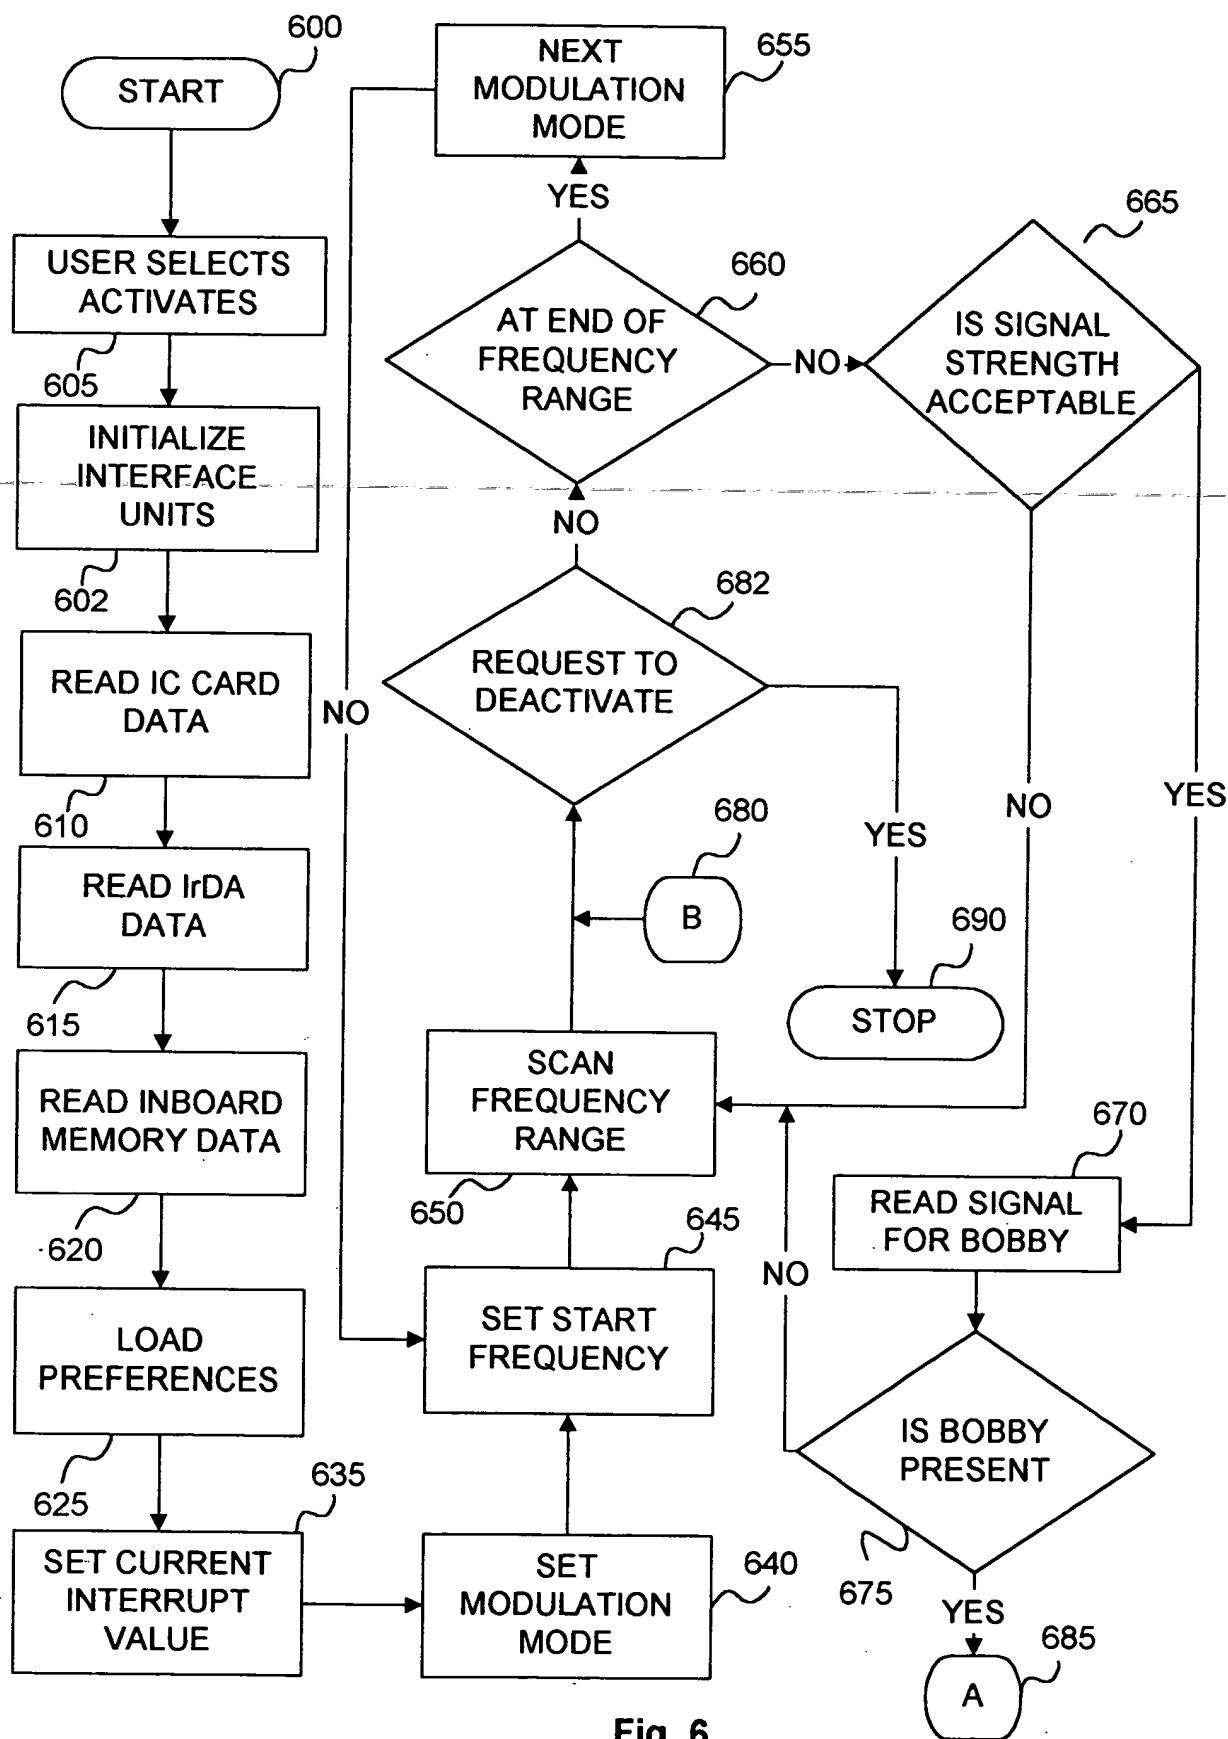 600
START
USER SELECTS
ACTIVATES
605
INITIALIZE
INTERFACE
UNITS
602
READ IC CARD
DATA
610
READ IrDA
DATA
615
READ INBOARD
MEMORY DATA
620
LOAD
PREFERENCES
625
635
SET CURRENT
INTERRUPT
VALUE
SET
MODULATION
MODE
640
645
SET START
FREQUENCY
SCAN
FREQUENCY
RANGE
650
680
B
682
REQUEST TO
DEACTIVATE
YES
690
STOP
NO
660
AT END OF
FREQUENCY
RANGE
YES
655
NEXT
MODULATION
MODE
NO
NO
665
IS SIGNAL
STRENGTH
ACCEPTABLE
NO
YES
670
READ SIGNAL
FOR BOBBY
NO
IS BOBBY
PRESENT
675
YES
685
A
Fig. 6